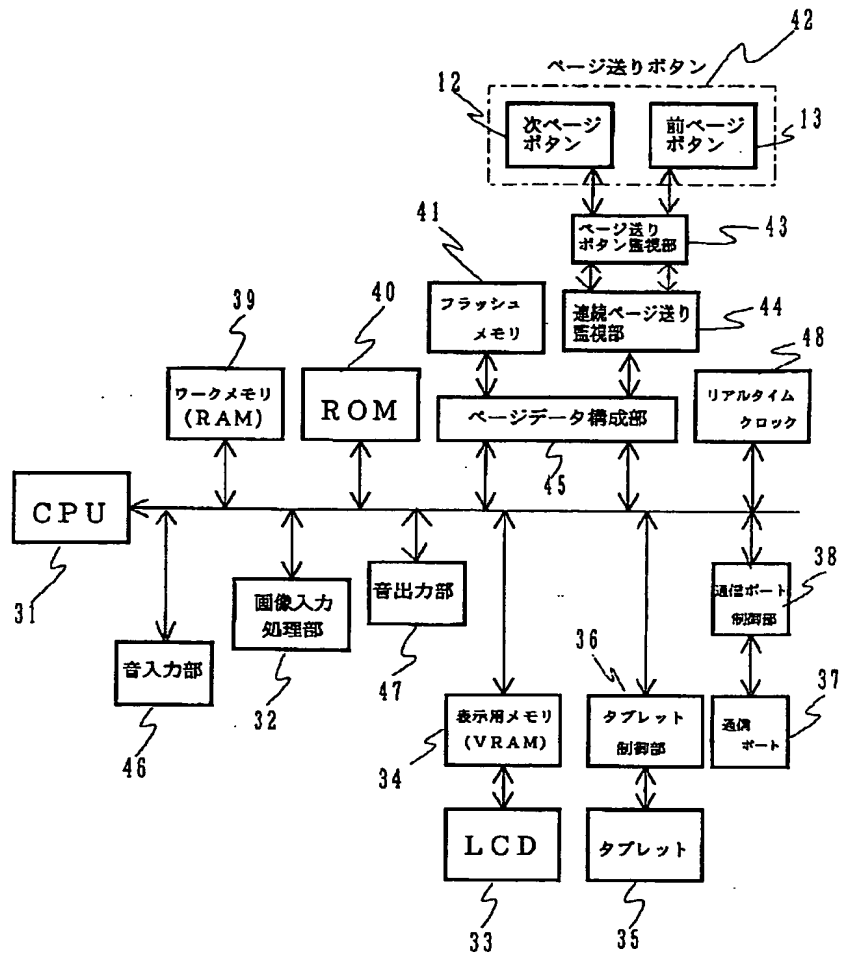 42
ページ送りボタン
12
次ページ
ボタン
前ページ
ボタン
13
41
ページ送り
ボタン監視部
43
39
40
フラッシュ
メモリ
連続ページ送り
監視部
44
48
ワークメモリ
(RAM)
ROM
ページデータ構成部
リアルタイム
クロック
45
CPU
31
画像入力
処理部
音出力部
通信ポート
制御部
38
音入力部
32
47
36
37
46
34
表示用メモリ
(VRAM)
タブレット
制御部
通信
ポート
LCD
タブレット
33
35